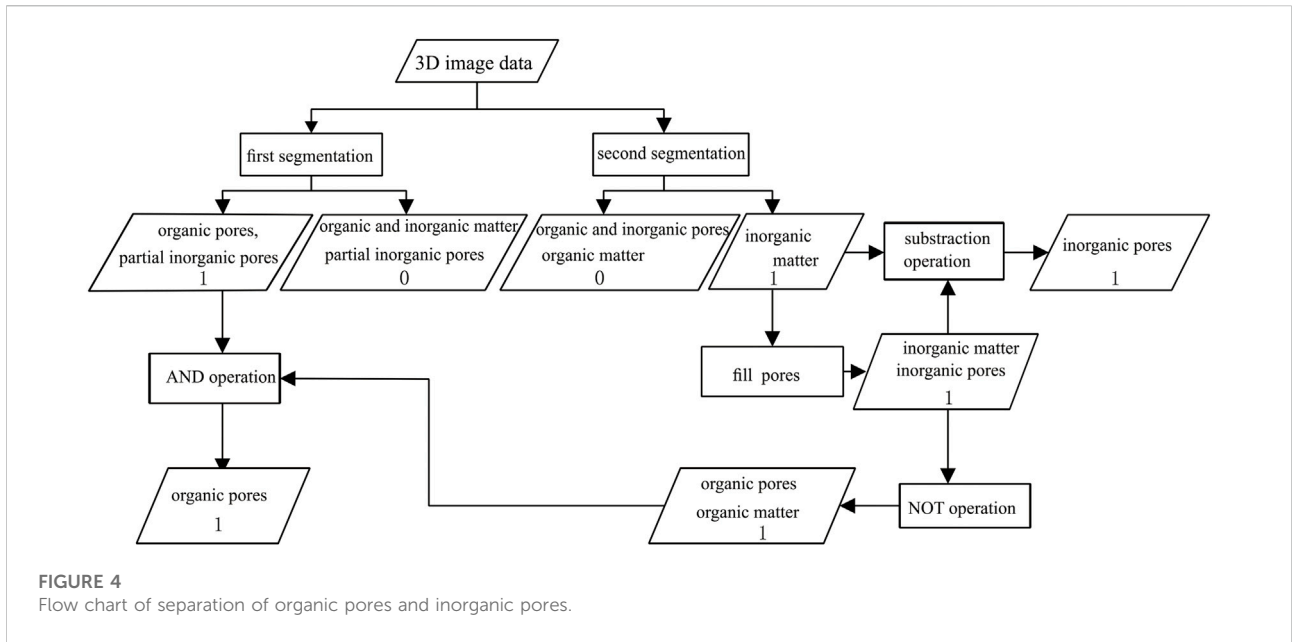 3D image data
first segmentation
second segmentation
organic pores,
partial inorganic pores
1
organic and inorganic matter
partial inorganic pores
0
organic and inorganic pores
organic matter
0
inorganic
matter
1
substraction
operation
inorganic pores
1
AND operation
fill pores
inorganic matter
inorganic pores
1
organic pores
1
organic pores
organic matter
1
NOT operation
FIGURE 4
Flow chart of separation of organic pores and inorganic pores.